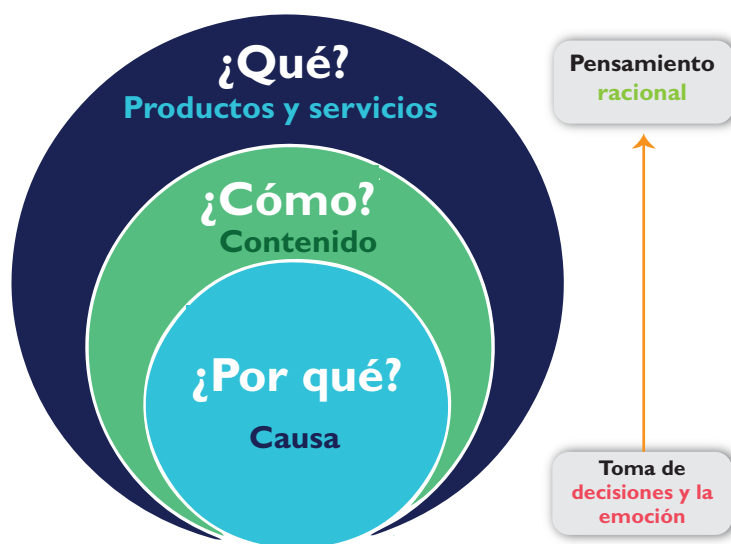 ¿Qué?
Productos y servicios
¿Cómo?
Contenido
¿Por qué?
Causa
Pensamiento
racional
Toma de
decisiones y la
emoción